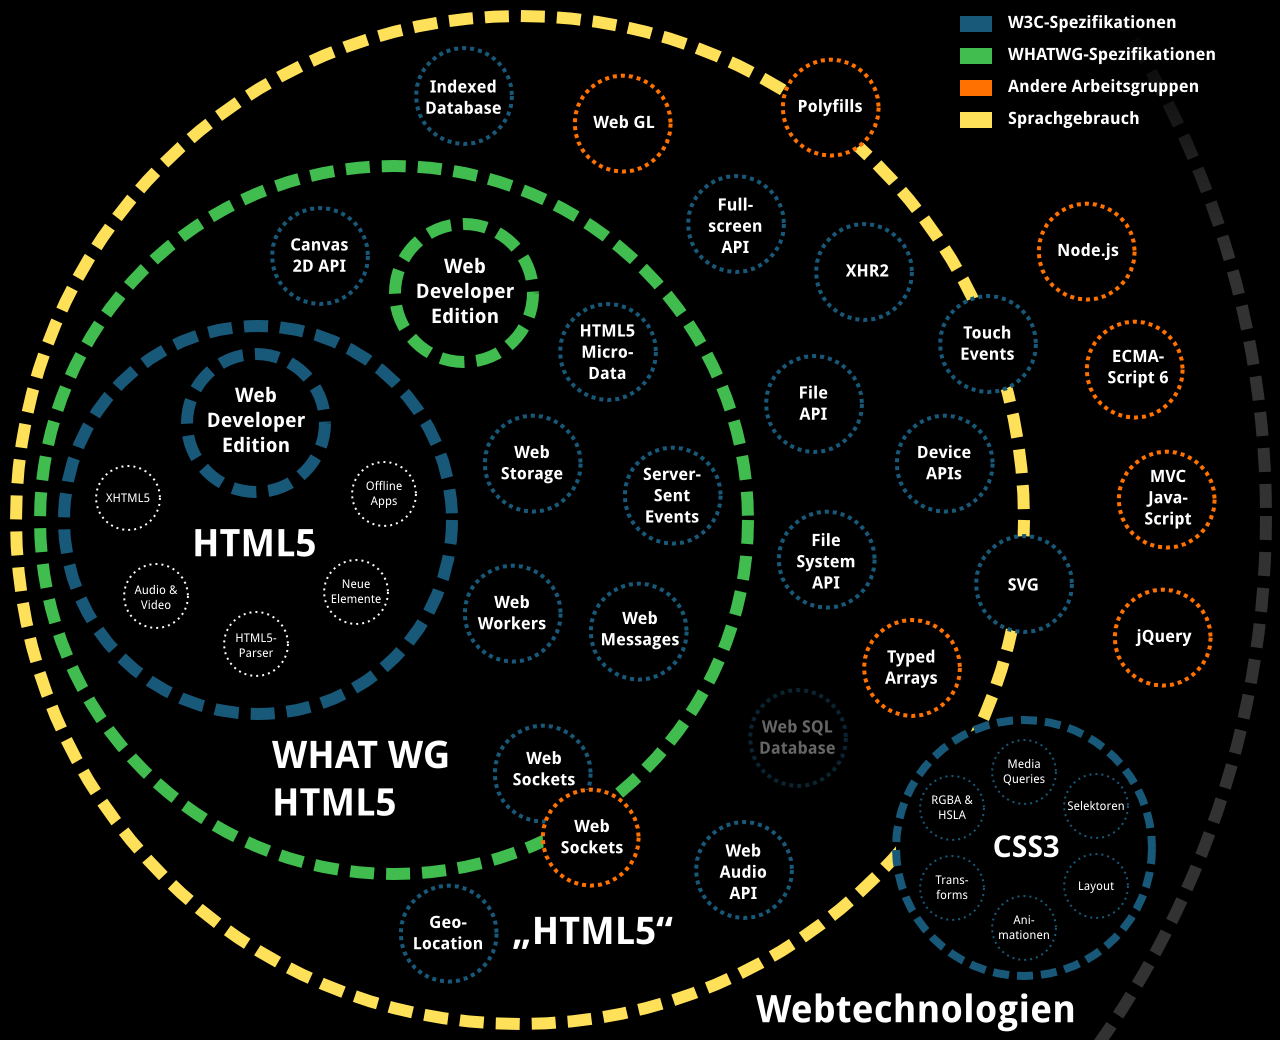 W3C-Spezifikationen
WHATWG-Spezifikationen
Andere Arbeitsgruppen
Sprachgebrauch
Indexed
Database
Web GL
Polyfills
Full-
screen
API
XHR2
Node.js
Canvas
2D API
Web
Developer
Edition
HTML5
Micro-
Data
Touch
Events
ECMA-
Script 6
Web
Developer
Edition
File
API
Web
Storage
Server-
Sent
Events
Device
APIs
MVC
Java-
Script
XHTML5
Offline
Apps
HTML5
Audio &
Video
Neue
Elemente
HTML5-
Parser
File
System
API
SVG
Web
Workers
Web
Messages
Typed
Arrays
jQuery
WHAT WG
HTML5
Web
Sockets
Web
Sockets
Web SQL
Database
Web
Audio
API
Geo-
Location
„HTML5“
Media
Queries
RGBA &
HSLA
Selektoren
CSS3
Trans-
forms
Layout
Ani-
mationen
Webtechnologien